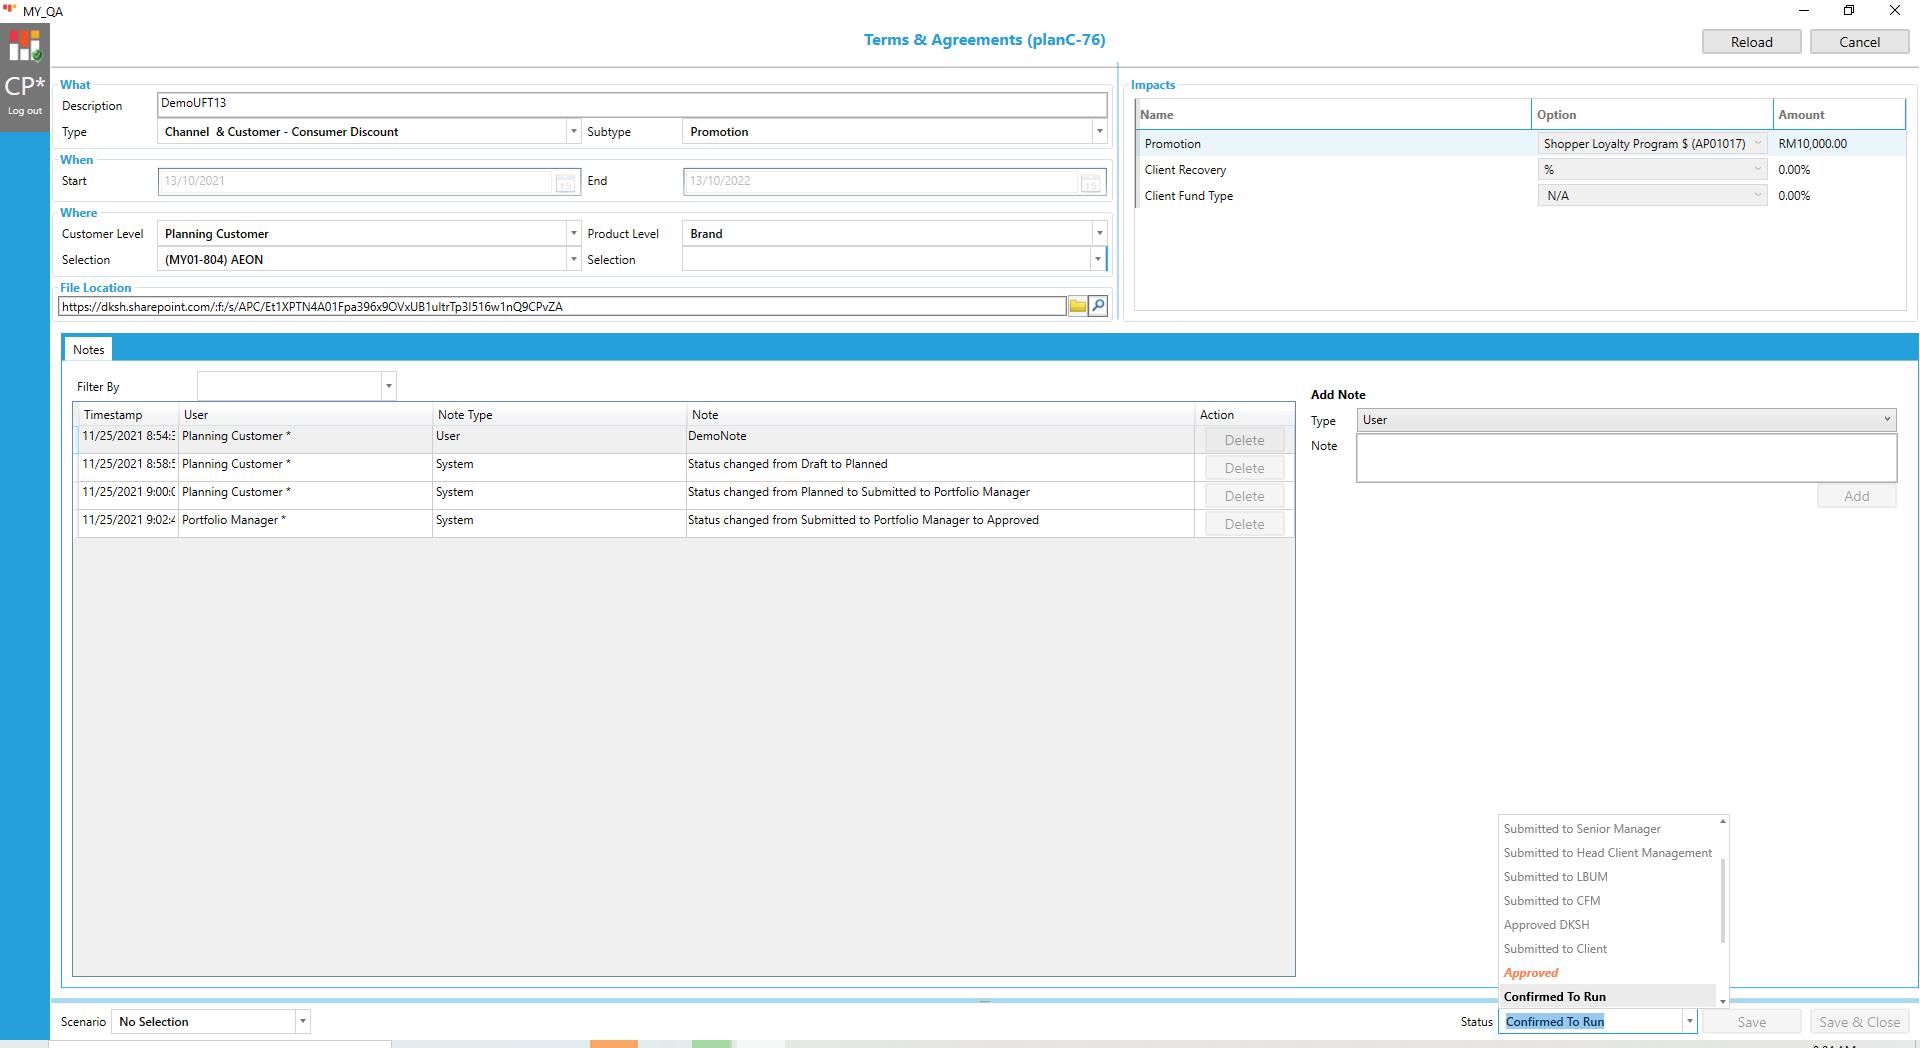 MY_QA
Terms & Agreements (planC-76)
Reload
Cancel
CP*
Log out
What
Description DemoUFT13
Type Channel & Customer - Consumer Discount Subtype Promotion
When
Start 13/10/2021 15 End 13/10/2022 15
Where
Customer Level Planning Customer Product Level Brand
Selection (MY01-804) AEON Selection
File Location
https://dksh.sharepoint.com/:f:/s/APC/Et1XPTN4A01Fpa396x9OVxUB1ultrTp3I516w1nQ9CPvZA
Impacts
Name Option Amount
Promotion Shopper Loyalty Program $ (AP01017) RM10,000.00
Client Recovery % 0.00%
Client Fund Type N/A 0.00%
Notes
Filter By
Timestamp User Note Type Note Action
11/25/2021 8:54:3 Planning Customer * User DemoNote Delete
11/25/2021 8:58:5 Planning Customer * System Status changed from Draft to Planned Delete
11/25/2021 9:00:0 Planning Customer * System Status changed from Planned to Submitted to Portfolio Manager Delete
11/25/2021 9:02:4 Portfolio Manager * System Status changed from Submitted to Portfolio Manager to Approved Delete
Add Note
Type User
Note
Add
Submitted to Senior Manager
Submitted to Head Client Management
Submitted to LBUM
Submitted to CFM
Approved DKSH
Submitted to Client
Approved
Confirmed To Run
Scenario No Selection
Status Confirmed To Run Save Save & Close